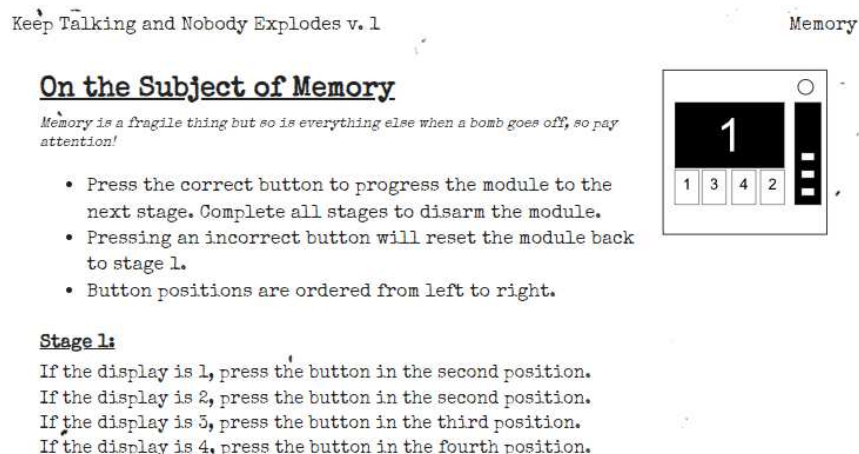 Keep Talking and Nobody Explodes v. 1
Memory
On the Subject of Memory
Memory is a fragile thing but so is everything else when a bomb goes off, so pay
attention!
• Press the correct button to progress the module to the
next stage. Complete all stages to disarm the module.
• Pressing an incorrect button will reset the module back
to stage 1.
• Button positions are ordered from left to right.
1
1 3 4 2
Stage 1:
If the display is 1, press the button in the second position.
If the display is 2, press the button in the second position.
If the display is 3, press the button in the third position.
If the display is 4, press the button in the fourth position.